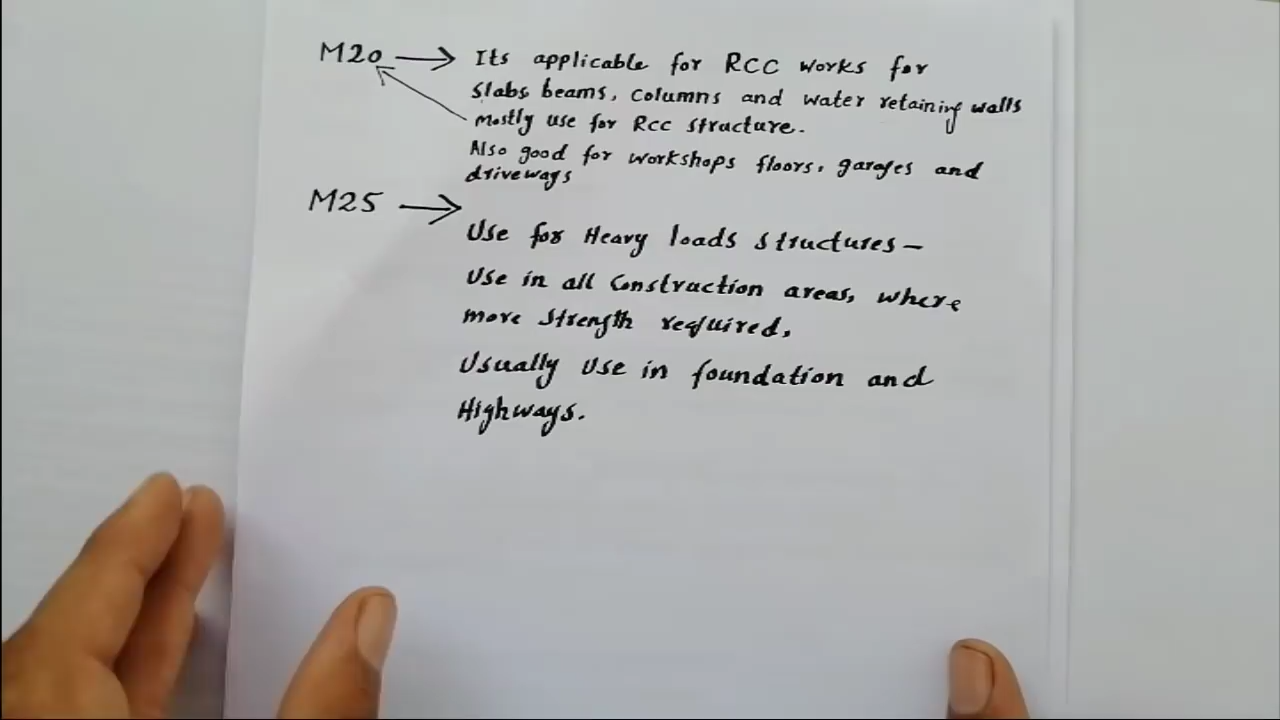 M20 → Its applicable for RCC works for
slabs beams, columns and water retaining walls
mostly use for Rcc structure.
Also good for workshops floors, garages and
driveways
M25 →
Use for Heavy loads structures—
Use in all construction areas, where
more strength required,
Usually use in foundation and
Highways.